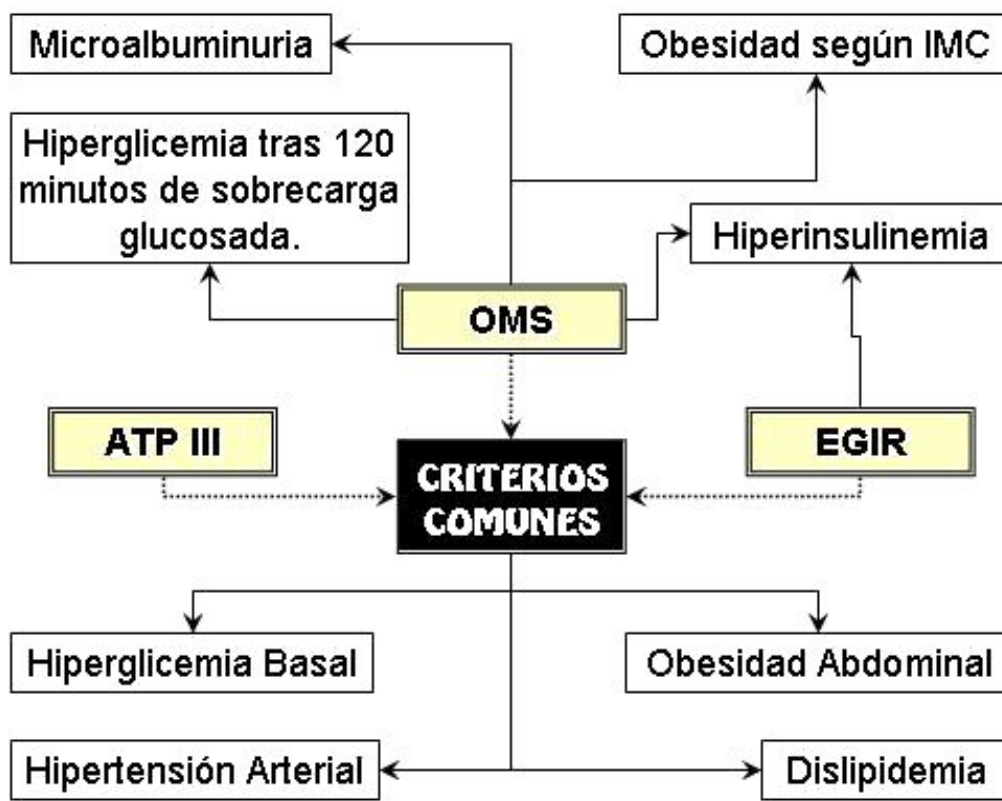 Microalbuminuria
Obesidad según IMC
Hiperglicemia tras 120
minutos de sobrecarga
glucosada.
Hiperinsulinemia
OMS
ATP III
EGIR
CRITERIOS
COMUNES
Hiperglicemia Basal
Obesidad Abdominal
Hipertensión Arterial
Dislipidemia